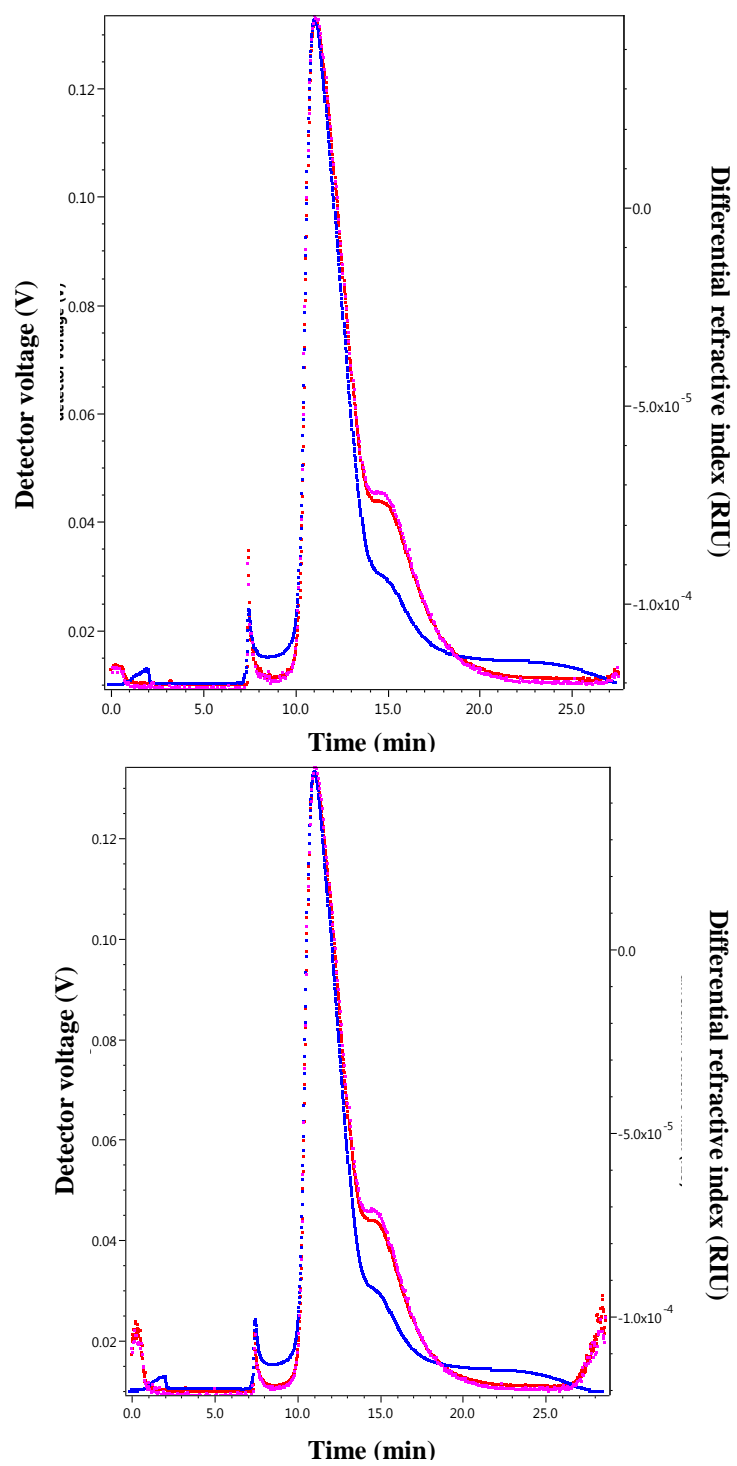 0.12
0.10
0.08
0.06
0.04
0.02
Detector voltage (V)
detector voltage (V)
0.0
-5.0x10⁻⁵
-1.0x10⁻⁴
Differential refractive index (RIU)
0.0 5.0 10.0 15.0 20.0 25.0
Time (min)
0.12
0.10
0.08
0.06
0.04
0.02
Detector voltage (V)
0.0
-5.0x10⁻⁵
-1.0x10⁻⁴
Differential refractive index (RIU)
0.0 5.0 10.0 15.0 20.0 25.0
Time (min)